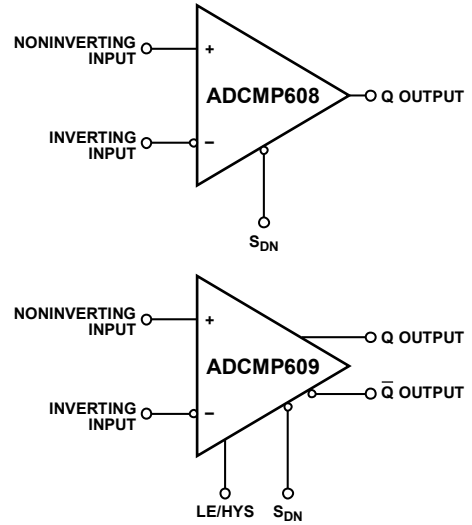 NONINVERTING
INPUT
+
ADCMP608
Q OUTPUT
INVERTING
INPUT
–
SDN
NONINVERTING
INPUT
+
Q OUTPUT
ADCMP609
Q̅ OUTPUT
INVERTING
INPUT
–
LE/HYS
SDN